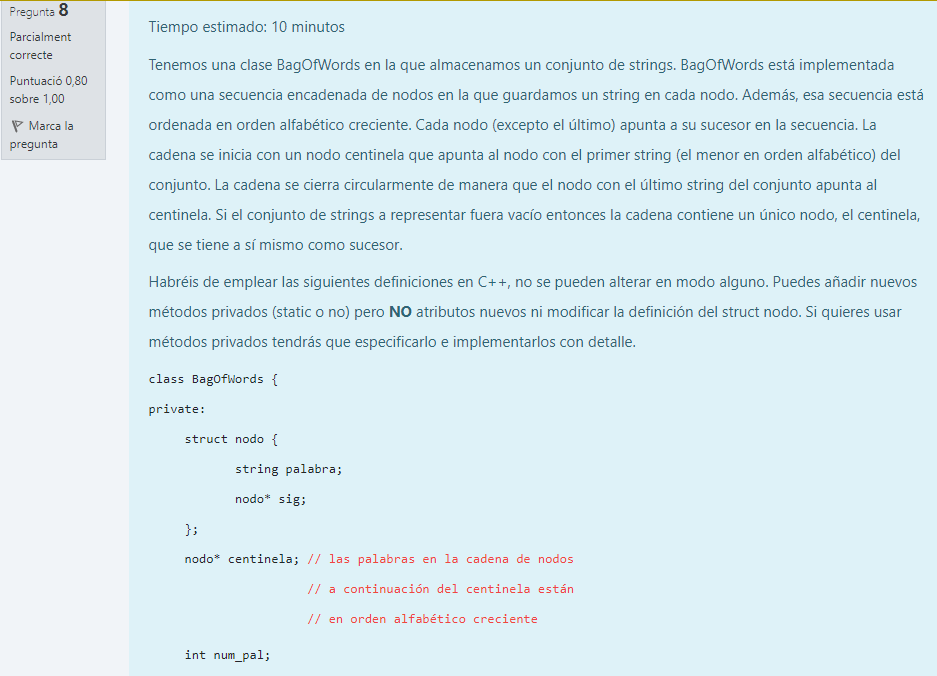 Pregunta 8
Parcialment
correcte
Puntuació 0,80
sobre 1,00
Marca la
pregunta
Tiempo estimado: 10 minutos
Tenemos una clase BagOfWords en la que almacenamos un conjunto de strings. BagOfWords está implementada
como una secuencia encadenada de nodos en la que guardamos un string en cada nodo. Además, esa secuencia está
ordenada en orden alfabético creciente. Cada nodo (excepto el último) apunta a su sucesor en la secuencia. La
cadena se inicia con un nodo centinela que apunta al nodo con el primer string (el menor en orden alfabético) del
conjunto. La cadena se cierra circularmente de manera que el nodo con el último string del conjunto apunta al
centinela. Si el conjunto de strings a representar fuera vacío entonces la cadena contiene un único nodo, el centinela,
que se tiene a sí mismo como sucesor.
Habréis de emplear las siguientes definiciones en C++, no se pueden alterar en modo alguno. Puedes añadir nuevos
métodos privados (static o no) pero NO atributos nuevos ni modificar la definición del struct nodo. Si quieres usar
métodos privados tendrás que especificarlo e implementarlos con detalle.
class BagOfWords {
private:
struct nodo {
string palabra;
nodo* sig;
};
nodo* centinela; // las palabras en la cadena de nodos
// a continuación del centinela están
// en orden alfabético creciente
int num_pal;